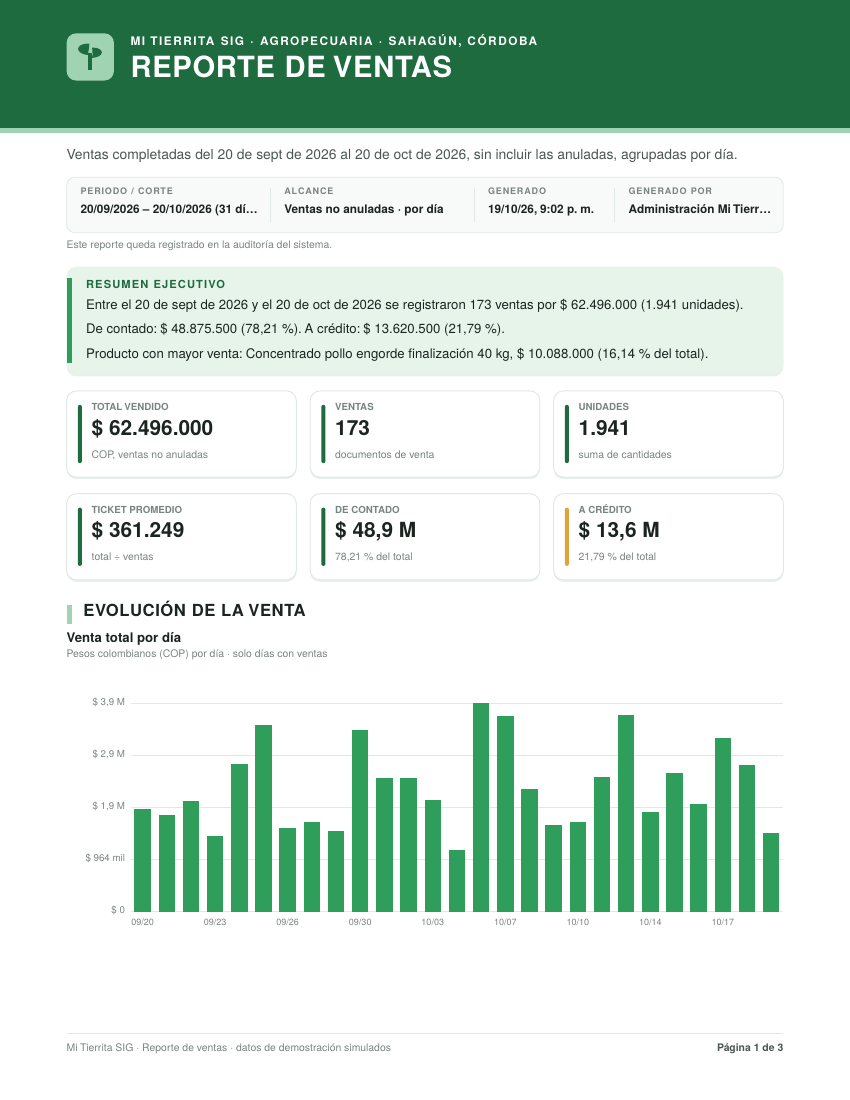 MI TIERRITA SIG · AGROPECUARIA · SAHAGÚN, CÓRDOBA
REPORTE DE VENTAS
Ventas completadas del 20 de sept de 2026 al 20 de oct de 2026, sin incluir las anuladas, agrupadas por día.
PERIODO / CORTE ALCANCE GENERADO GENERADO POR
20/09/2026 – 20/10/2026 (31 dí… Ventas no anuladas · por día 19/10/26, 9:02 p. m. Administración Mi Tierr…
Este reporte queda registrado en la auditoría del sistema.
RESUMEN EJECUTIVO
Entre el 20 de sept de 2026 y el 20 de oct de 2026 se registraron 173 ventas por $ 62.496.000 (1.941 unidades).
De contado: $ 48.875.500 (78,21 %). A crédito: $ 13.620.500 (21,79 %).
Producto con mayor venta: Concentrado pollo engorde finalización 40 kg, $ 10.088.000 (16,14 % del total).
TOTAL VENDIDO VENTAS UNIDADES
$ 62.496.000 173 1.941
COP, ventas no anuladas documentos de venta suma de cantidades
TICKET PROMEDIO DE CONTADO A CRÉDITO
$ 361.249 $ 48,9 M $ 13,6 M
total ÷ ventas 78,21 % del total 21,79 % del total
EVOLUCIÓN DE LA VENTA
Venta total por día
Pesos colombianos (COP) por día · solo días con ventas
$ 3,9 M
$ 2,9 M
$ 1,9 M
$ 964 mil
$ 0
09/20 09/23 09/26 09/30 10/03 10/07 10/10 10/14 10/17
Mi Tierrita SIG · Reporte de ventas · datos de demostración simulados Página 1 de 3